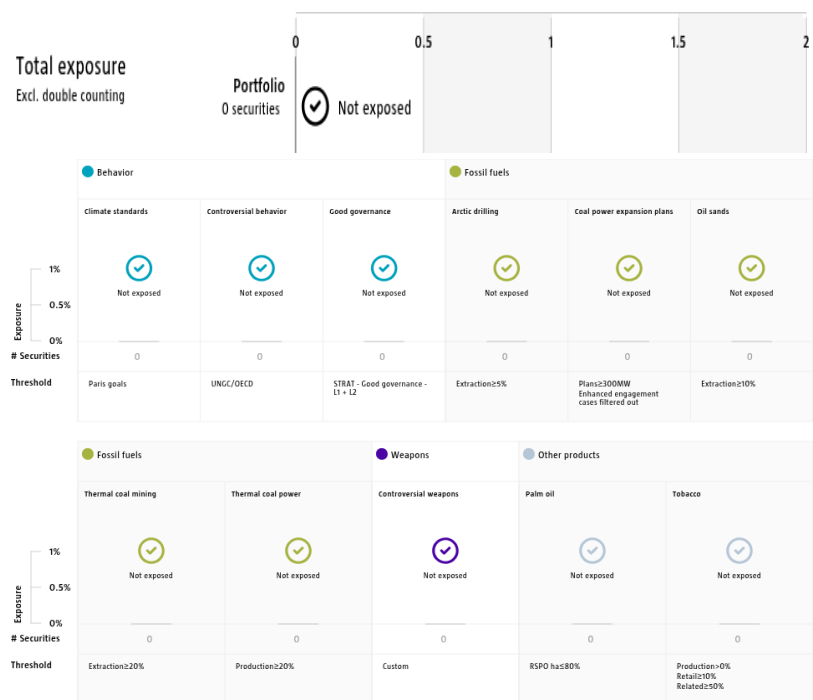 0 0.5 1 1.5 2
Total exposure
Excl. double counting
Portfolio
0 securities
Not exposed
Behavior Fossil fuels
Climate standards Controversial behavior Good governance Arctic drilling Coal power expansion plans Oil sands
1%
Not exposed Not exposed Not exposed Not exposed Not exposed Not exposed
0.5%
Exposure
0%
# Securities 0 0 0 0 0 0
Threshold Paris goals UNGC/OECD STRAT - Good governance - Extraction≥5% Plans≥300MW Extraction≥10%
L1 + L2 Enhanced engagement
cases filtered out
Fossil fuels Weapons Other products
Thermal coal mining Thermal coal power Controversial weapons Palm oil Tobacco
1%
Not exposed Not exposed Not exposed Not exposed Not exposed
0.5%
Exposure
0%
# Securities 0 0 0 0 0
Threshold Extraction≥20% Production≥20% Custom RSPO ha≤80% Production>0%
Retail≥10%
Related≥50%